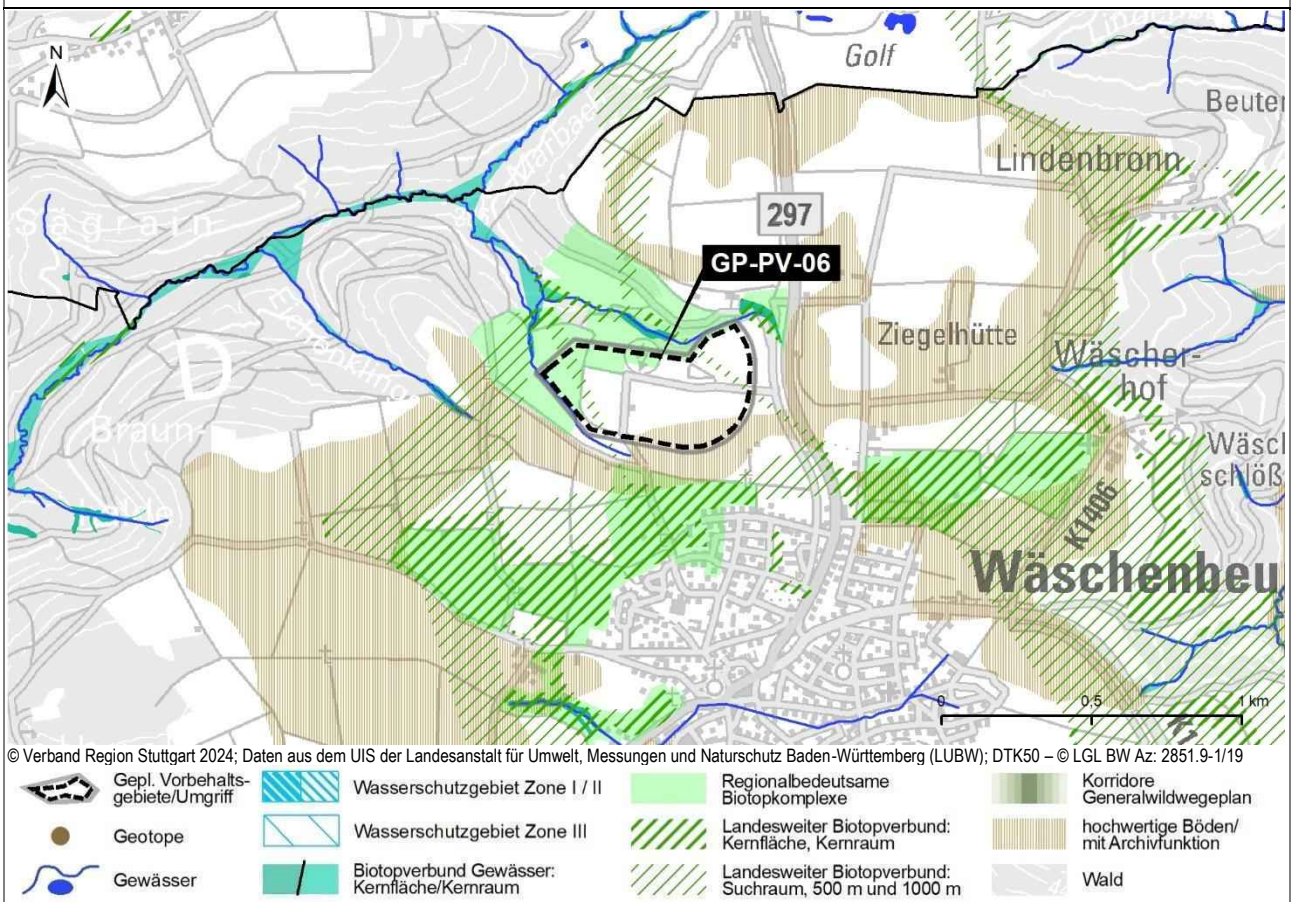 N
Golf
Beuten
Marbach
Lindenbronn
297
Sägrain
GP-PV-06
Ziegelhütte
Wäscher-
hof
D
Braun-
Wäsch
schlöß
K1406
Wäschenbeu
0 0,5 1 km
K1
© Verband Region Stuttgart 2024; Daten aus dem UIS der Landesanstalt für Umwelt, Messungen und Naturschutz Baden-Württemberg (LUBW); DTK50 – © LGL BW Az: 2851.9-1/19
Gepl. Vorbehalts-
gebiete/Umgriff
Geotope
Gewässer
Wasserschutzgebiet Zone I / II
Wasserschutzgebiet Zone III
Biotopverbund Gewässer:
Kernfläche/Kernraum
Regionalbedeutsame
Biotopkomplexe
Landesweiter Biotopverbund:
Kernfläche, Kernraum
Landesweiter Biotopverbund:
Suchraum, 500 m und 1000 m
Korridore
Generalwildwegeplan
hochwertige Böden/
mit Archivfunktion
Wald